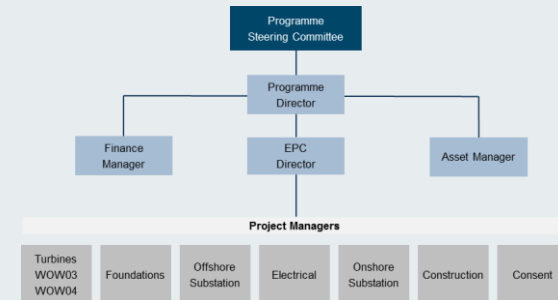 Programme
Steering Committee
Programme
Director
Finance
Manager
EPC
Director
Asset Manager
Project Managers
Turbines
WOW03
WOW04
Foundations
Offshore
Substation
Electrical
Onshore
Substation
Construction
Consent